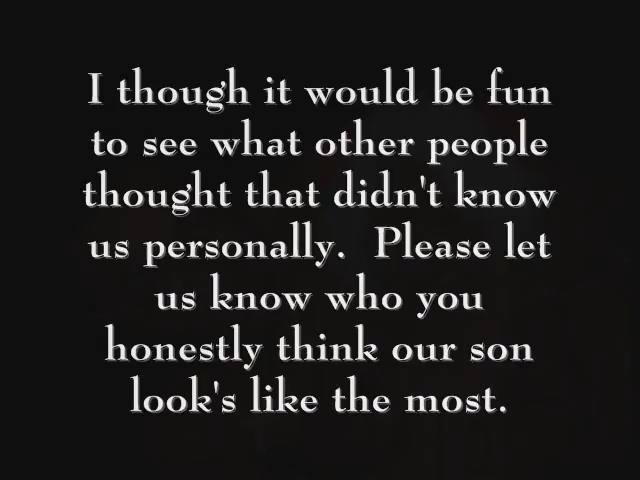 I though it would be fun
to see what other people
thought that didn't know
us personally.  Please let
us know who you
honestly think our son
look's like the most.